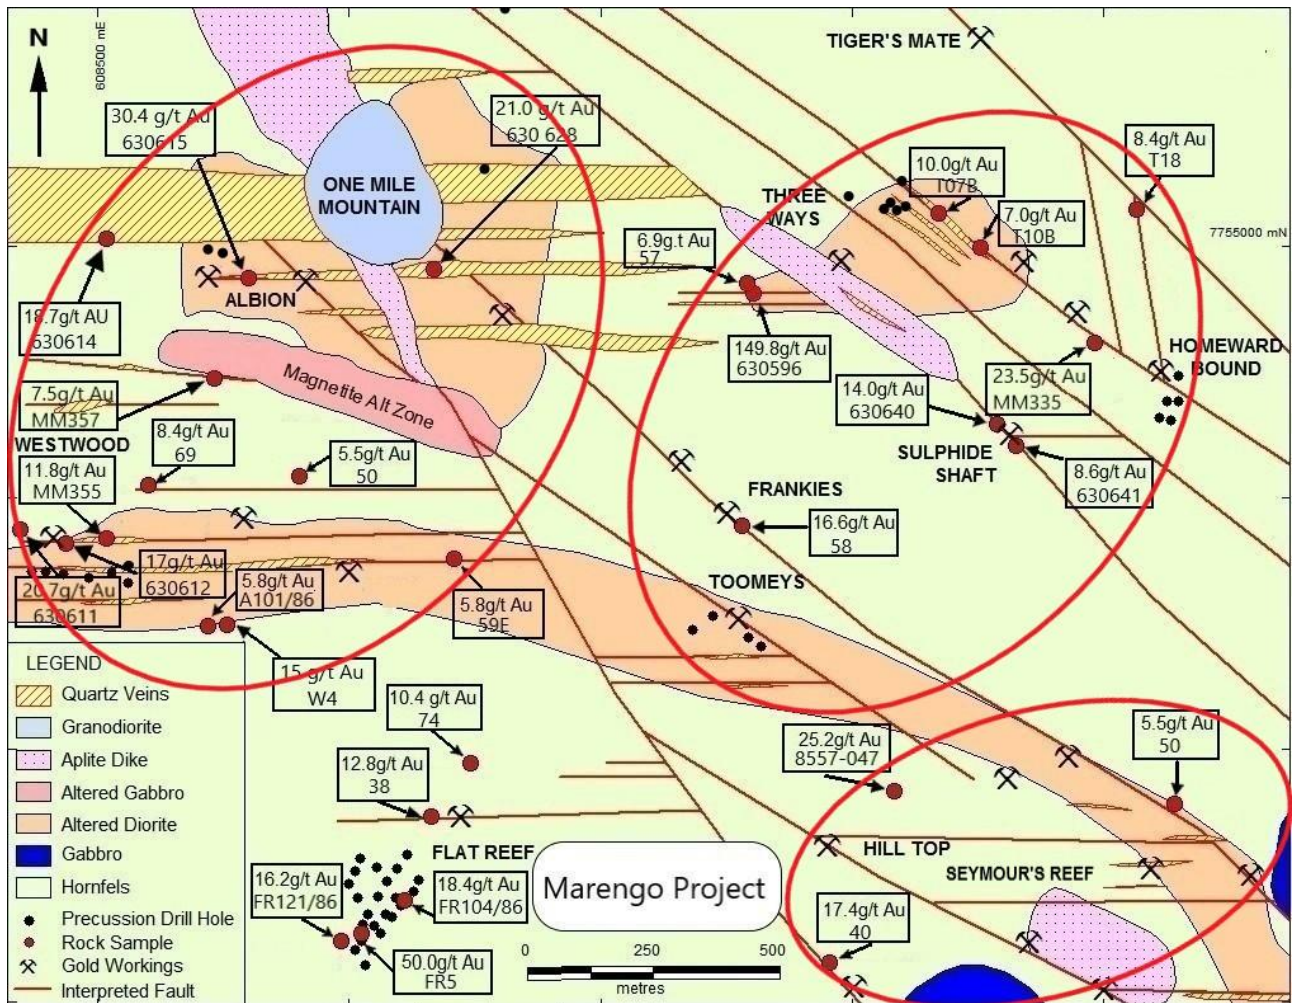 N
608500 mE
TIGER'S MATE
30.4 g/t Au
630615
21.0 g/t Au
630 628
8.4g/t Au
T18
10.0g/t Au
T07B
ONE MILE
MOUNTAIN
THREE
WAYS
7.0g/t Au
T10B
7755000 mN
6.9g.t Au
57
ALBION
18.7g/t AU
630614
149.8g/t Au
630596
HOMEWARD
BOUND
Magnetite Alt Zone
7.5g/t Au
MM357
23.5g/t Au
MM335
14.0g/t Au
630640
WESTWOOD
8.4g/t Au
69
5.5g/t Au
50
SULPHIDE
SHAFT
11.8g/t Au
MM355
8.6g/t Au
630641
FRANKIES
16.6g/t Au
58
17g/t Au
630612
20.7g/t Au
630611
5.8g/t Au
A101/86
5.8g/t Au
59E
TOOMEYS
15 g/t Au
W4
10.4 g/t Au
74
12.8g/t Au
38
25.2g/t Au
8557-047
5.5g/t Au
50
LEGEND
Quartz Veins
Granodiorite
Aplite Dike
Altered Gabbro
Altered Diorite
Gabbro
Hornfels
Precussion Drill Hole
Rock Sample
Gold Workings
Interpreted Fault
FLAT REEF
16.2g/t Au
FR121/86
18.4g/t Au
FR104/86
50.0g/t Au
FR5
Marengo Project
HILL TOP
SEYMOUR'S REEF
17.4g/t Au
40
0 250 500
metres